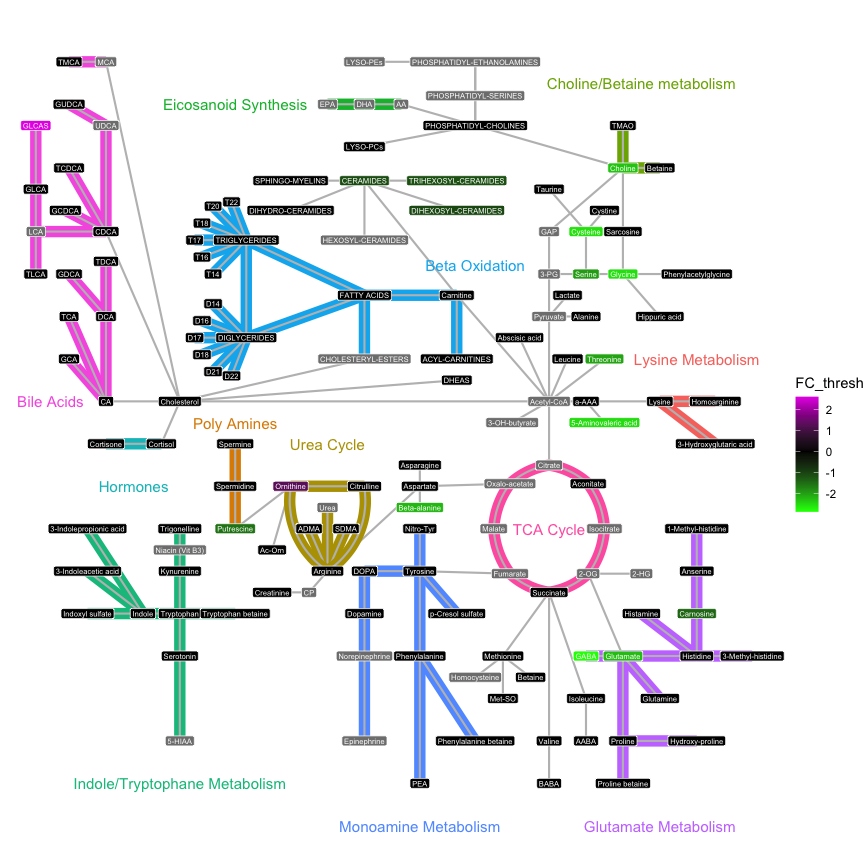 TMCA
MCA
LYSO-PEs
PHOSPHATIDYL-ETHANOLAMINES
Choline/Betaine metabolism
PHOSPHATIDYL-SERINES
GUDCA
Eicosanoid Synthesis
EPA
DHA
AA
GLCAS
UDCA
PHOSPHATIDYL-CHOLINES
TMAO
LYSO-PCs
TCDCA
Choline
Betaine
SPHINGO-MYELINS
CERAMIDES
TRIHEXOSYL-CERAMIDES
GLCA
Taurine
T20
T22
GCDCA
DIHYDRO-CERAMIDES
DIHEXOSYL-CERAMIDES
Cystine
T18
LCA
CDCA
GAP
Cysteine
Sarcosine
T17
TRIGLYCERIDES
HEXOSYL-CERAMIDES
T16
TDCA
Beta Oxidation
TLCA
GDCA
T14
3-PG
Serine
Glycine
Phenylacetylglycine
FATTY ACIDS
Carnitine
Lactate
D14
TCA
DCA
D16
Pyruvate
Alanine
Hippuric acid
D17
DIGLYCERIDES
Abscisic acid
D18
GCA
CHOLESTERYL-ESTERS
ACYL-CARNITINES
Leucine
Threonine
Lysine Metabolism
D21
D22
DHEAS
FC_thresh
2
1
0
-1
-2
Bile Acids
CA
Cholesterol
Acetyl-CoA
a-AAA
Lysine
Homoarginine
Poly Amines
3-OH-butyrate
5-Aminovaleric acid
Cortisone
Cortisol
Spermine
Urea Cycle
3-Hydroxyglutaric acid
Asparagine
Citrate
Hormones
Spermidine
Ornithine
Citrulline
Aspartate
Oxalo-acetate
Aconitate
Urea
Beta-alanine
3-Indolepropionic acid
Trigonelline
Putrescine
ADMA
SDMA
Nitro-Tyr
Malate
TCA Cycle
Isocitrate
1-Methyl-histidine
Niacin (Vit B3)
Ac-Orn
3-Indoleacetic acid
Kynurenine
Arginine
DOPA
Tyrosine
Fumarate
2-OG
2-HG
Anserine
Creatinine
CP
Succinate
Indoxyl sulfate
Indole
Tryptophan
Tryptophan betaine
Dopamine
p-Cresol sulfate
Histamine
Carnosine
Serotonin
Norepinephrine
Phenylalanine
Methionine
GABA
Glutamate
Histidine
3-Methyl-histidine
Homocysteine
Betaine
Met-SO
Isoleucine
Glutamine
5-HIAA
Epinephrine
Phenylalanine betaine
Valine
AABA
Proline
Hydroxy-proline
Indole/Tryptophane Metabolism
PEA
BABA
Proline betaine
Monoamine Metabolism
Glutamate Metabolism